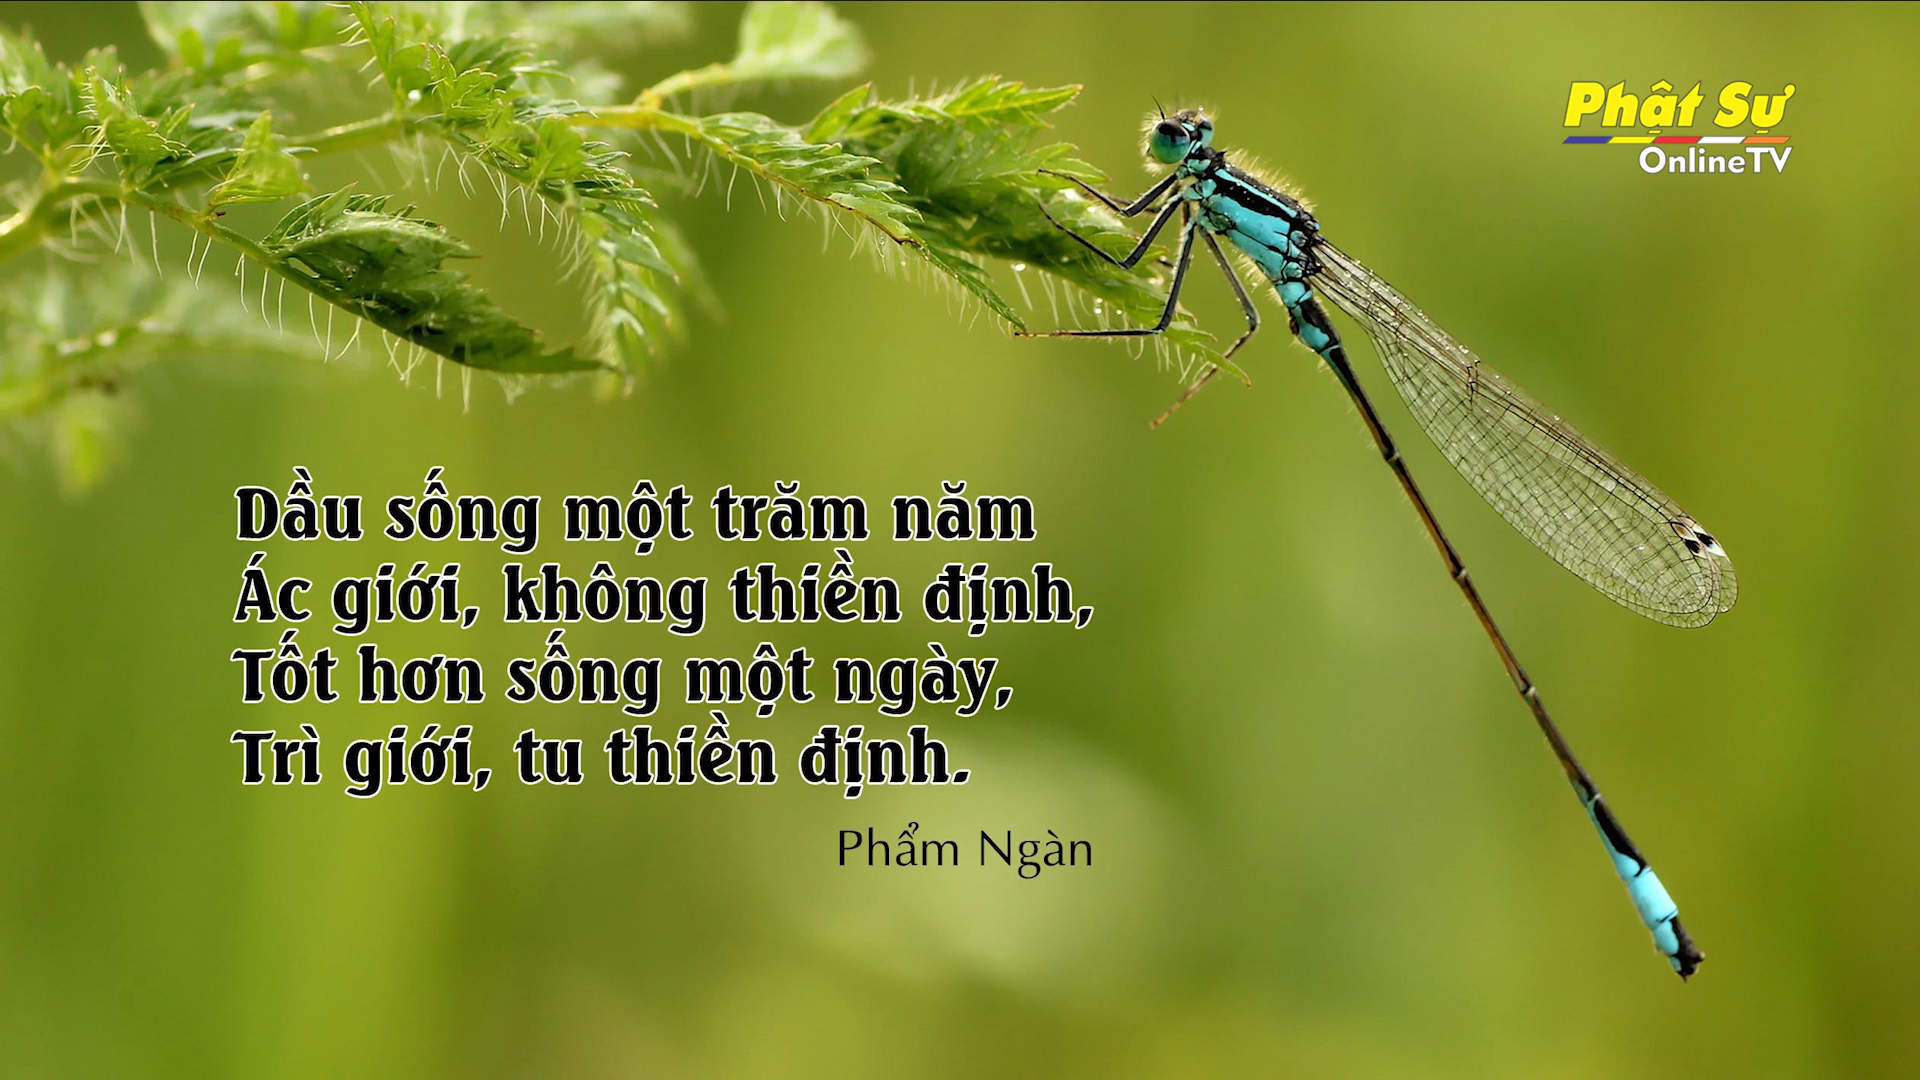 Phật Sự
OnlineTV
Dầu sống một trăm năm
Ác giới, không thiền định,
Tốt hơn sống một ngày,
Trì giới, tu thiền định.
Phẩm Ngàn